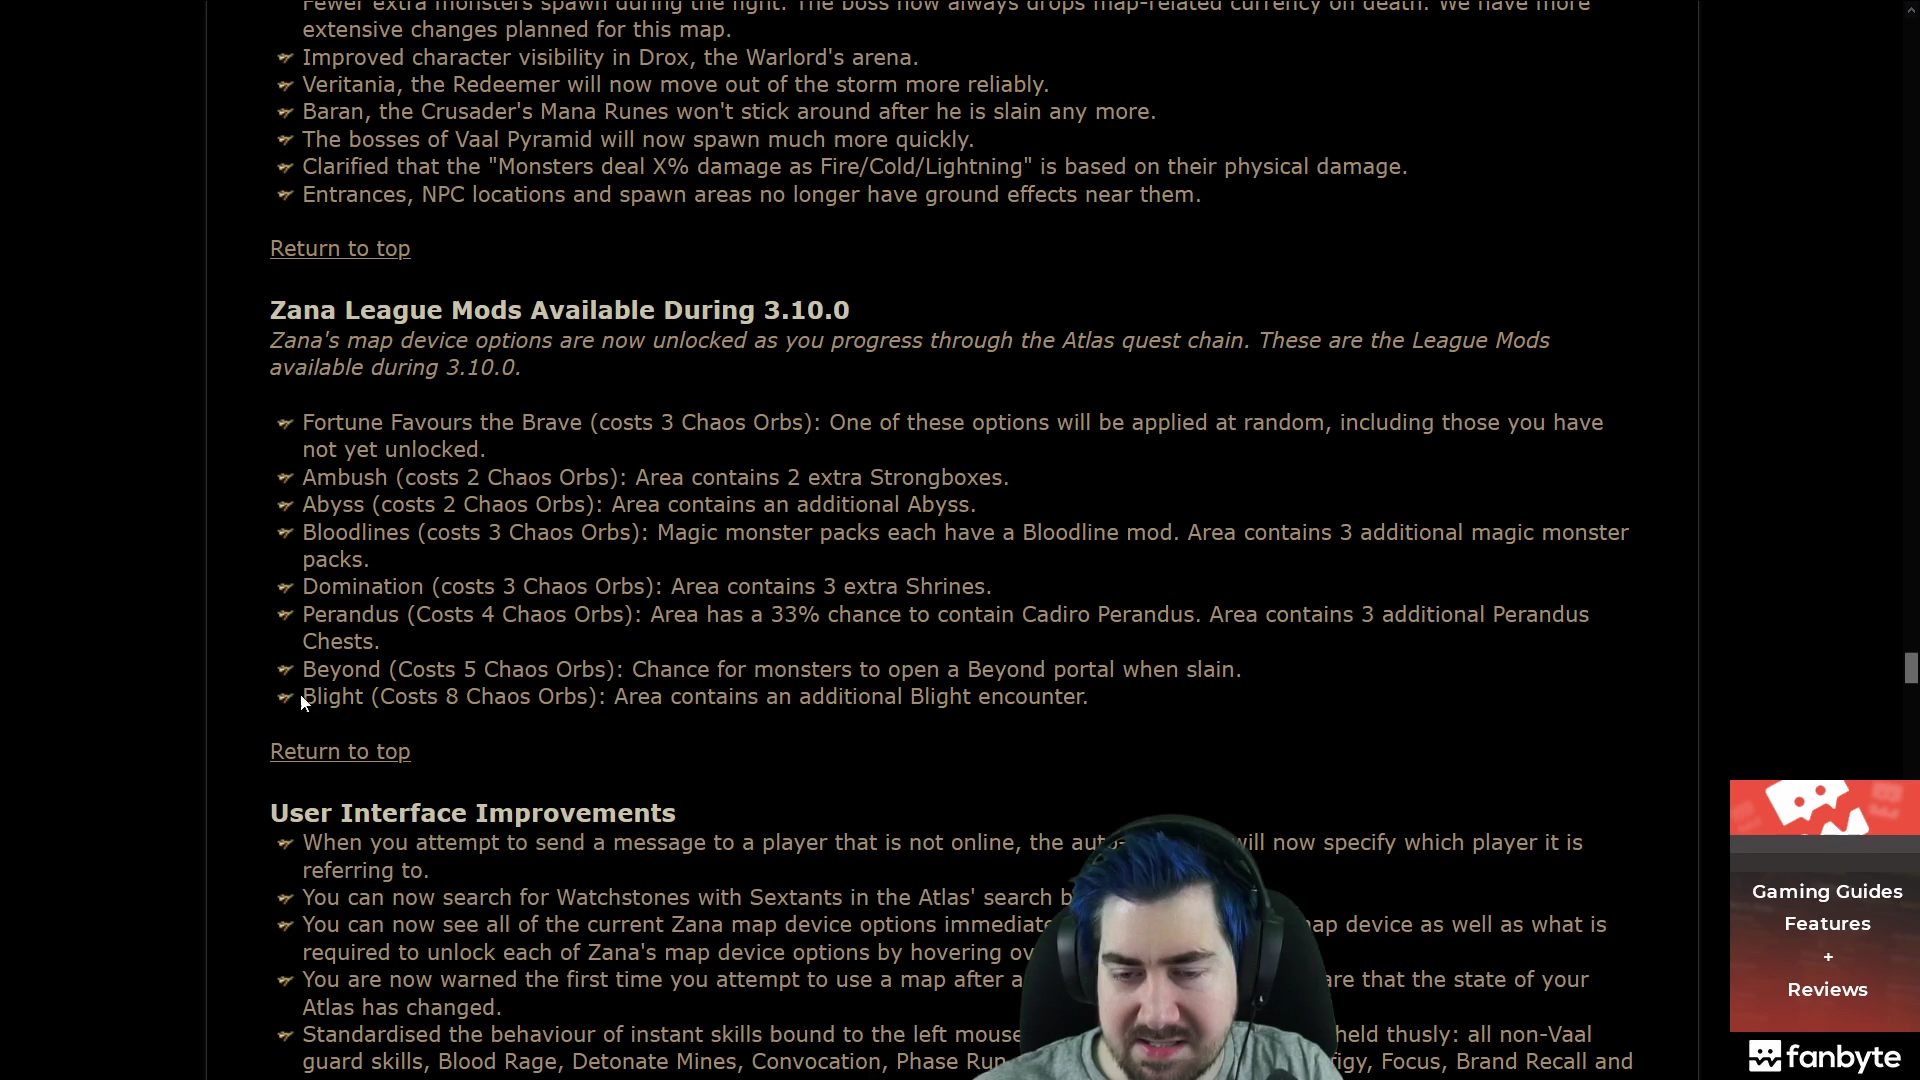 Fewer extra monsters spawn during the fight. The boss now always drops map-related currency on death. We have more
extensive changes planned for this map.
Improved character visibility in Drox, the Warlord's arena.
Veritania, the Redeemer will now move out of the storm more reliably.
Baran, the Crusader's Mana Runes won't stick around after he is slain any more.
The bosses of Vaal Pyramid will now spawn much more quickly.
Clarified that the "Monsters deal X% damage as Fire/Cold/Lightning" is based on their physical damage.
Entrances, NPC locations and spawn areas no longer have ground effects near them.
Return to top
Zana League Mods Available During 3.10.0
Zana's map device options are now unlocked as you progress through the Atlas quest chain. These are the League Mods
available during 3.10.0.
Fortune Favours the Brave (costs 3 Chaos Orbs): One of these options will be applied at random, including those you have
not yet unlocked.
Ambush (costs 2 Chaos Orbs): Area contains 2 extra Strongboxes.
Abyss (costs 2 Chaos Orbs): Area contains an additional Abyss.
Bloodlines (costs 3 Chaos Orbs): Magic monster packs each have a Bloodline mod. Area contains 3 additional magic monster
packs.
Domination (costs 3 Chaos Orbs): Area contains 3 extra Shrines.
Perandus (Costs 4 Chaos Orbs): Area has a 33% chance to contain Cadiro Perandus. Area contains 3 additional Perandus
Chests.
Beyond (Costs 5 Chaos Orbs): Chance for monsters to open a Beyond portal when slain.
Blight (Costs 8 Chaos Orbs): Area contains an additional Blight encounter.
Return to top
User Interface Improvements
When you attempt to send a message to a player that is not online, the auto- will now specify which player it is
referring to.
You can now search for Watchstones with Sextants in the Atlas' search
You can now see all of the current Zana map device options map device as well as what is
required to unlock each of Zana's map device options by hovering
You are now warned the first time you attempt to use a map after that the state of your
Atlas has changed.
Standardised the behaviour of instant skills bound to the left mouse held thusly: all non-Vaal
guard skills, Blood Rage, Detonate Mines, Convocation, Phase Focus, Brand Recall and
Gaming Guides
Features
+
Reviews
fanbyte